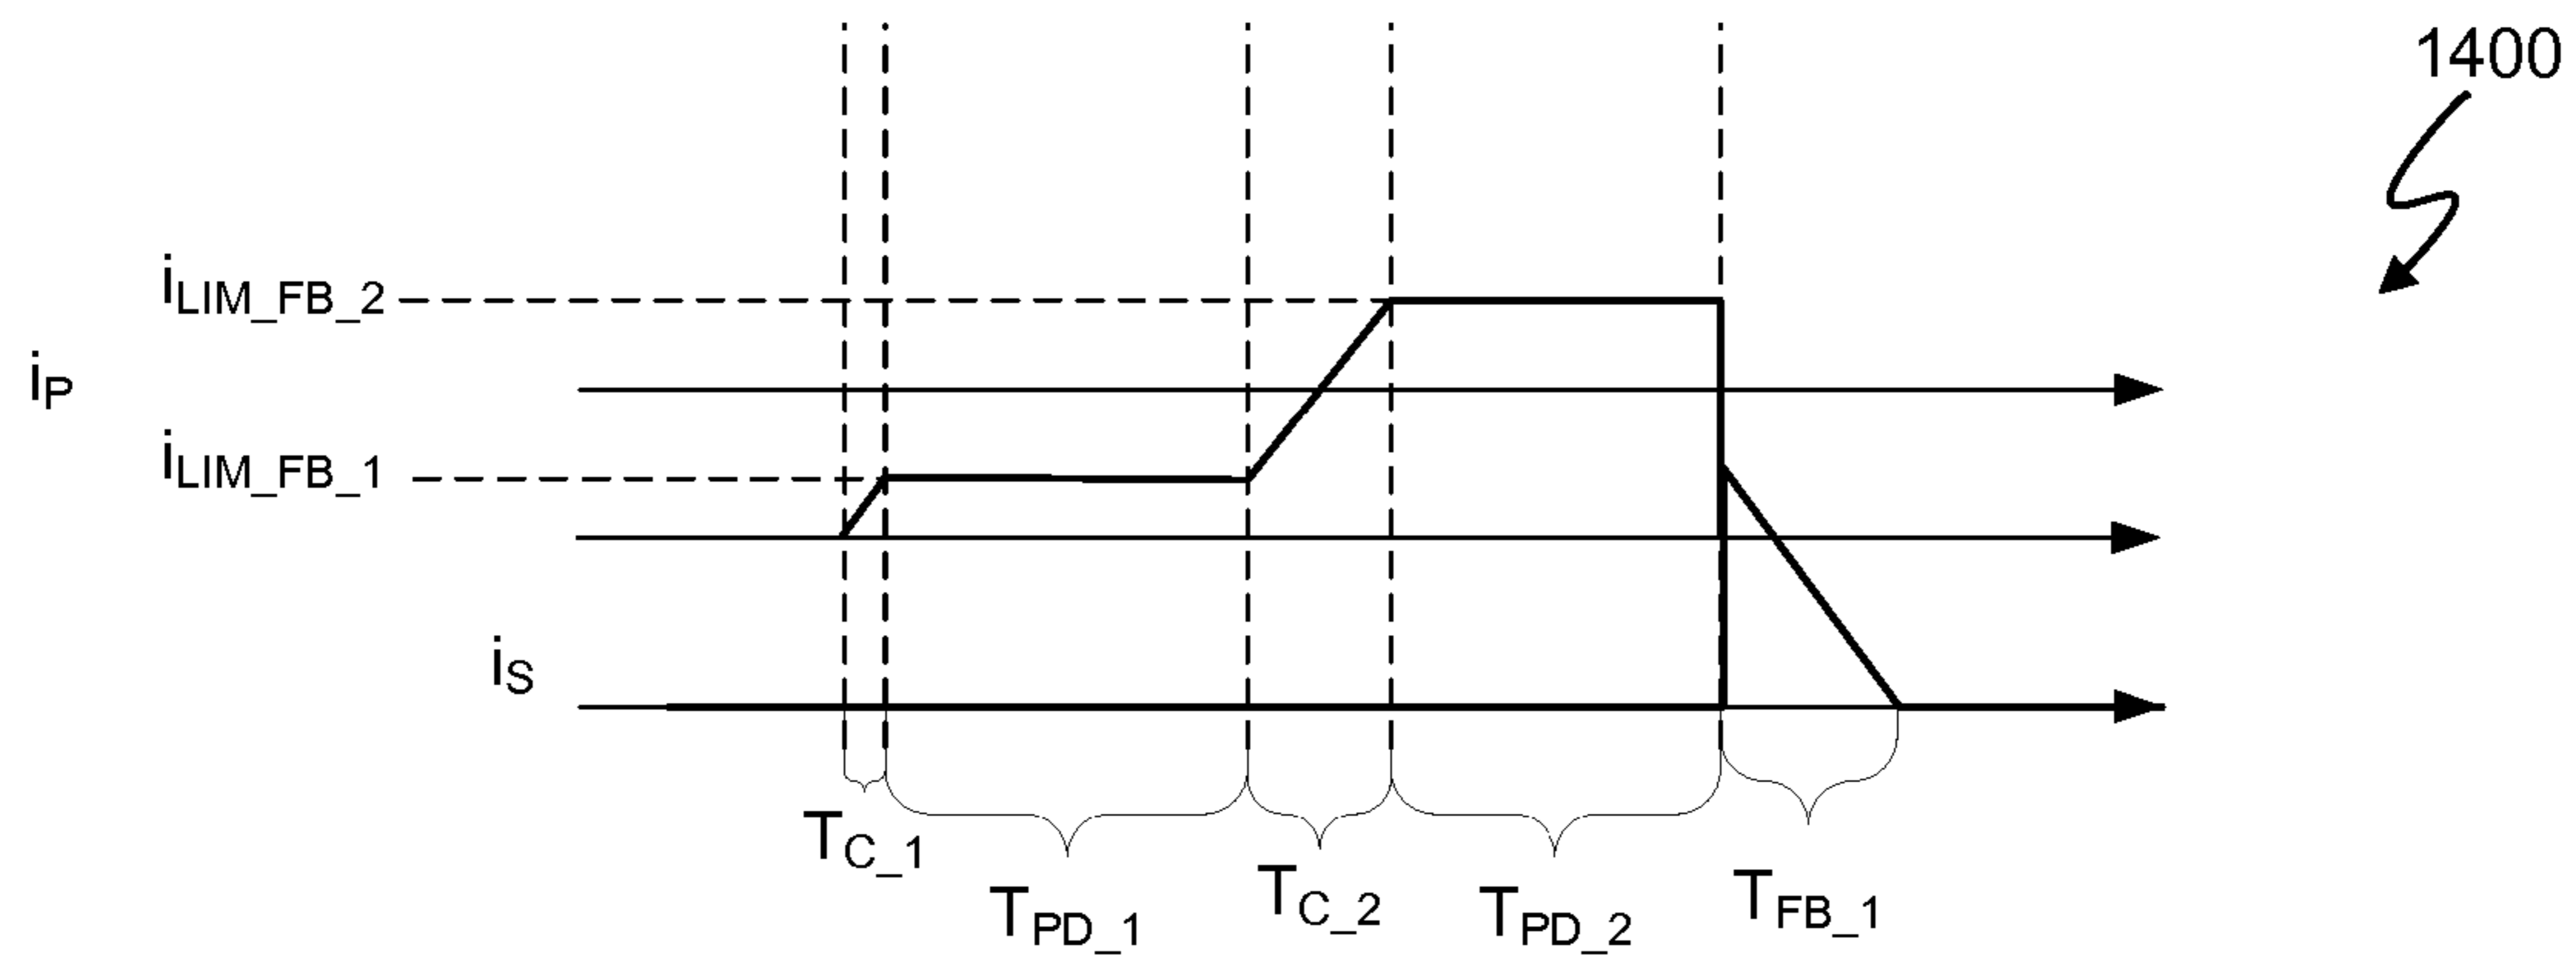 1400
iLIM_FB_2
iP
iLIM_FB_1
iS
TC_1
TPD_1
TC_2
TPD_2
TFB_1